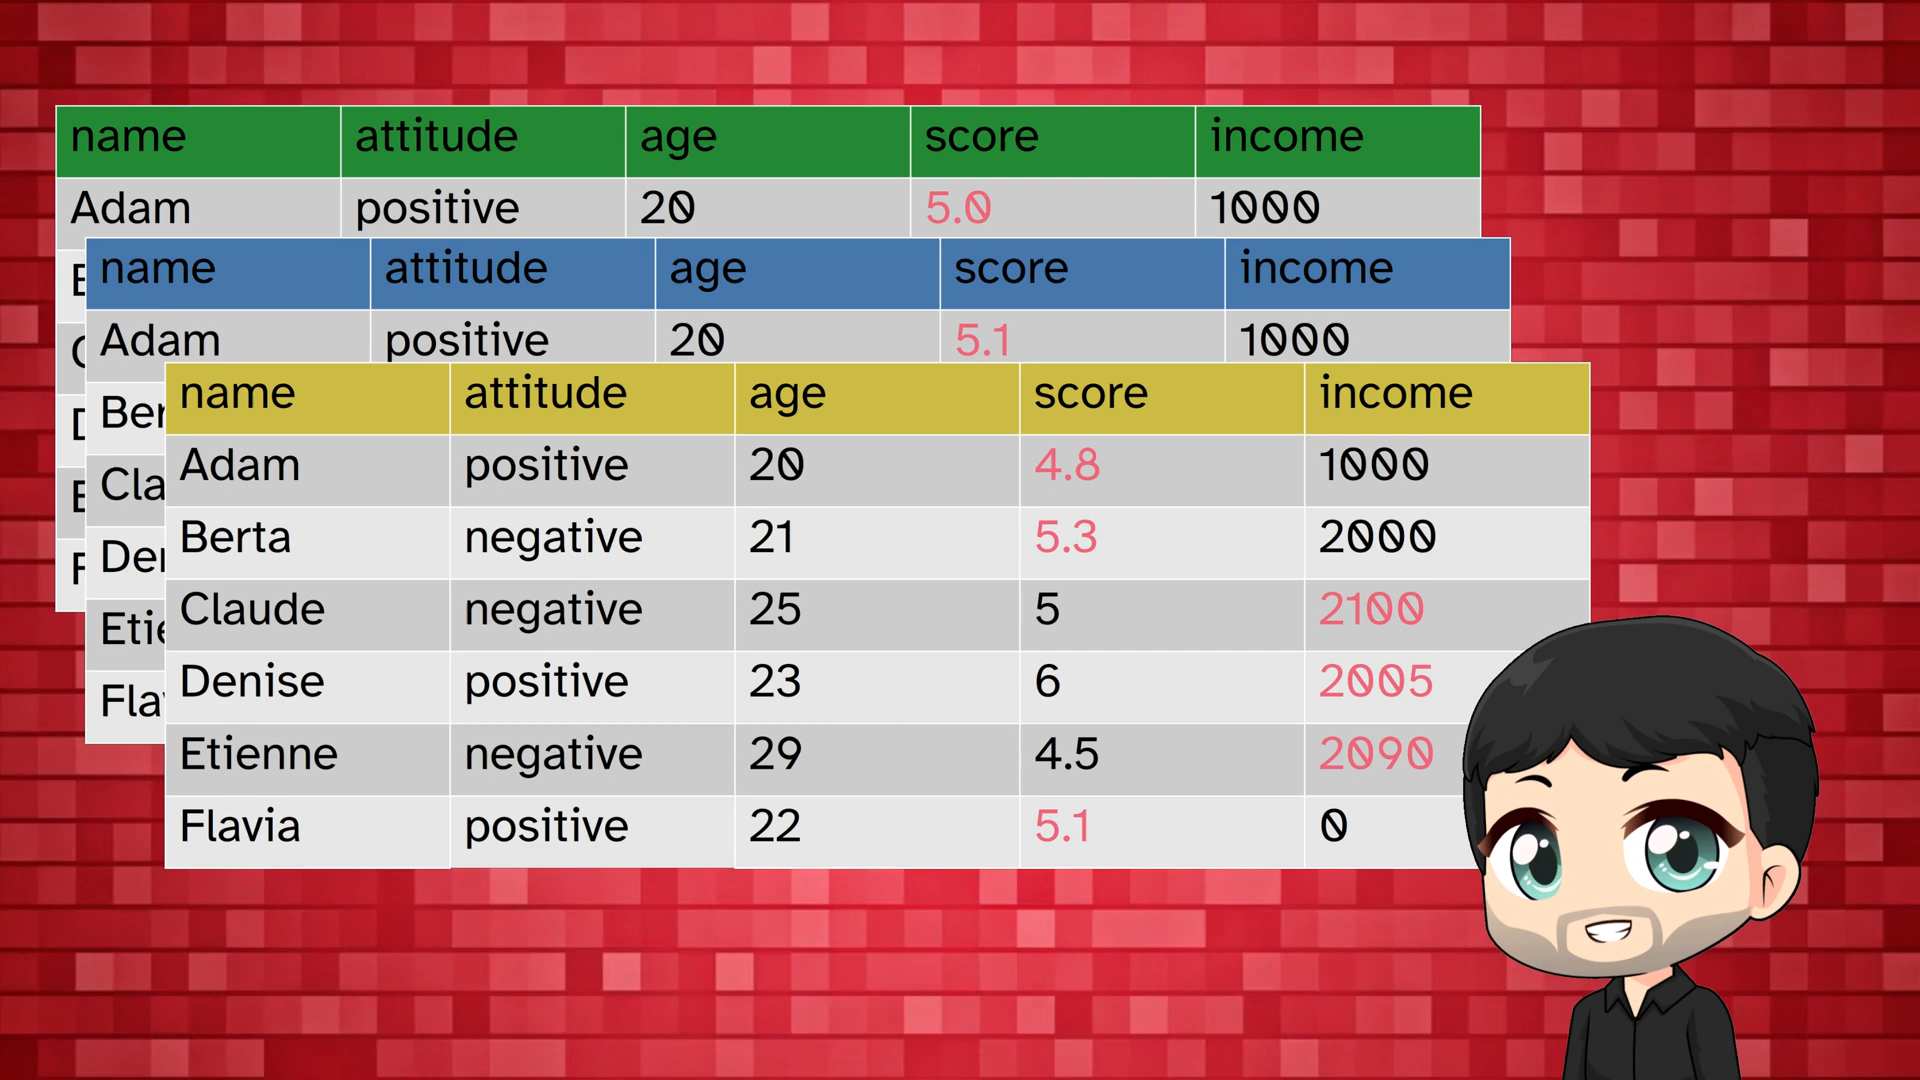 name attitude age score income
Adam positive 20 5.0 1000
name attitude age score income
Adam positive 20 5.1 1000
name attitude age score income
Adam positive 20 4.8 1000
Berta negative 21 5.3 2000
Claude negative 25 5 2100
Denise positive 23 6 2005
Etienne negative 29 4.5 2090
Flavia positive 22 5.1 0